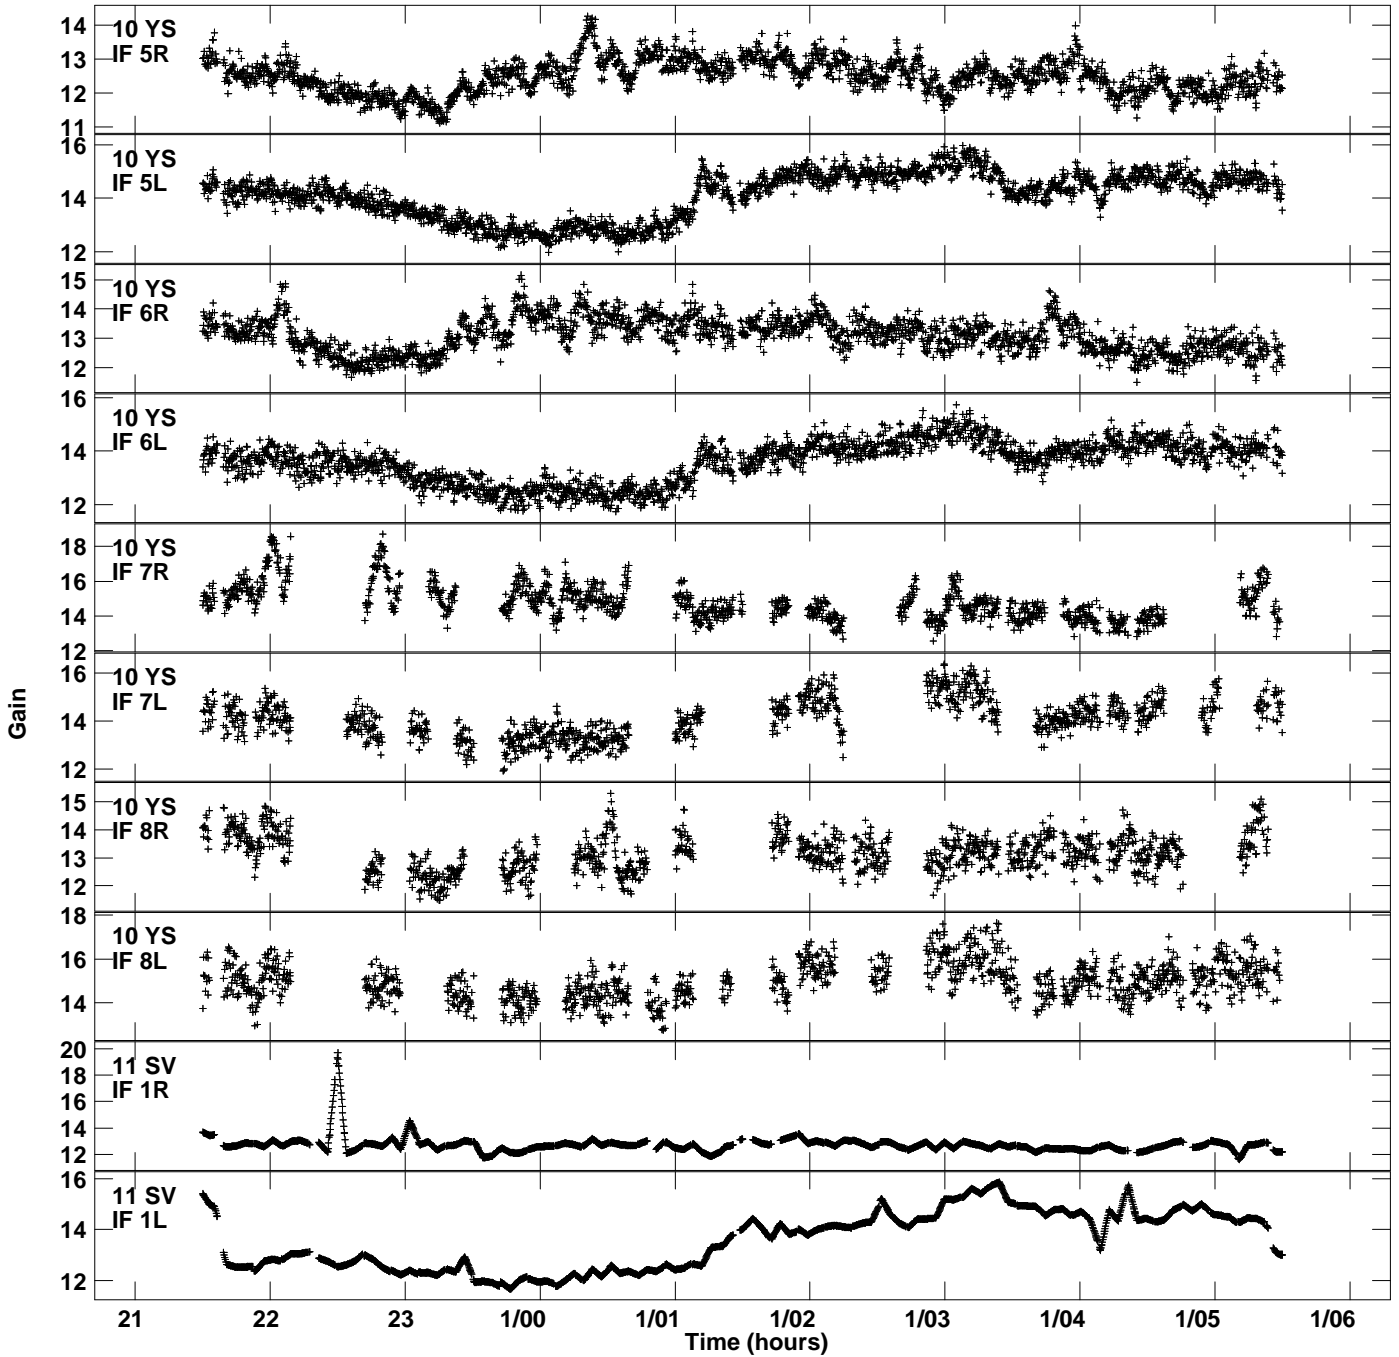 14
13
12
11
10 YS
IF 5R
16
14
12
10 YS
IF 5L
15
14
13
12
10 YS
IF 6R
16
14
12
10 YS
IF 6L
18
16
14
12
10 YS
IF 7R
16
14
12
10 YS
IF 7L
15
14
13
12
10 YS
IF 8R
18
16
14
10 YS
IF 8L
20
18
16
14
12
11 SV
IF 1R
16
14
12
11 SV
IF 1L
Gain
21 22 23 1/00 1/01 1/02 1/03 1/04 1/05 1/06
Time (hours)